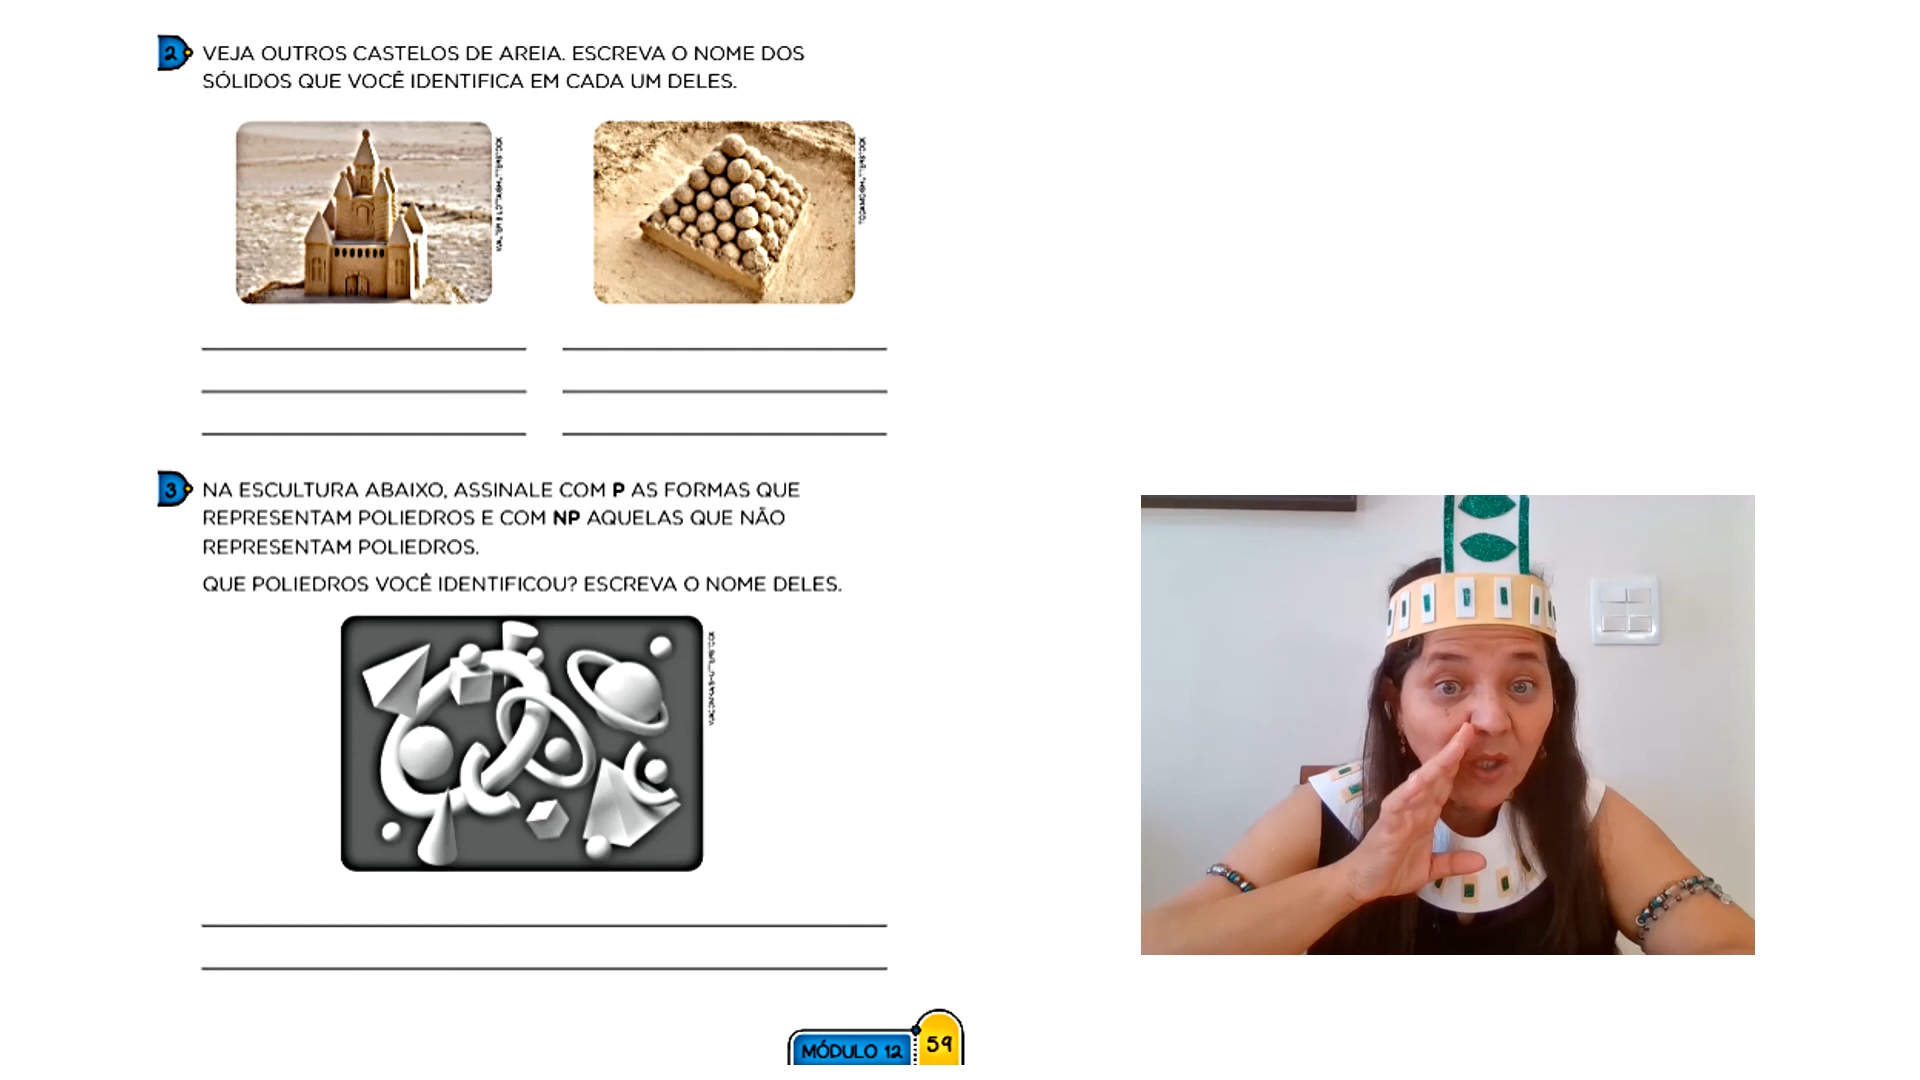 2
VEJA OUTROS CASTELOS DE AREIA. ESCREVA O NOME DOS
SÓLIDOS QUE VOCÊ IDENTIFICA EM CADA UM DELES.
3
NA ESCULTURA ABAIXO, ASSINALE COM P AS FORMAS QUE
REPRESENTAM POLIEDROS E COM NP AQUELAS QUE NÃO
REPRESENTAM POLIEDROS.
QUE POLIEDROS VOCÊ IDENTIFICOU? ESCREVA O NOME DELES.
MÓDULO 12
59